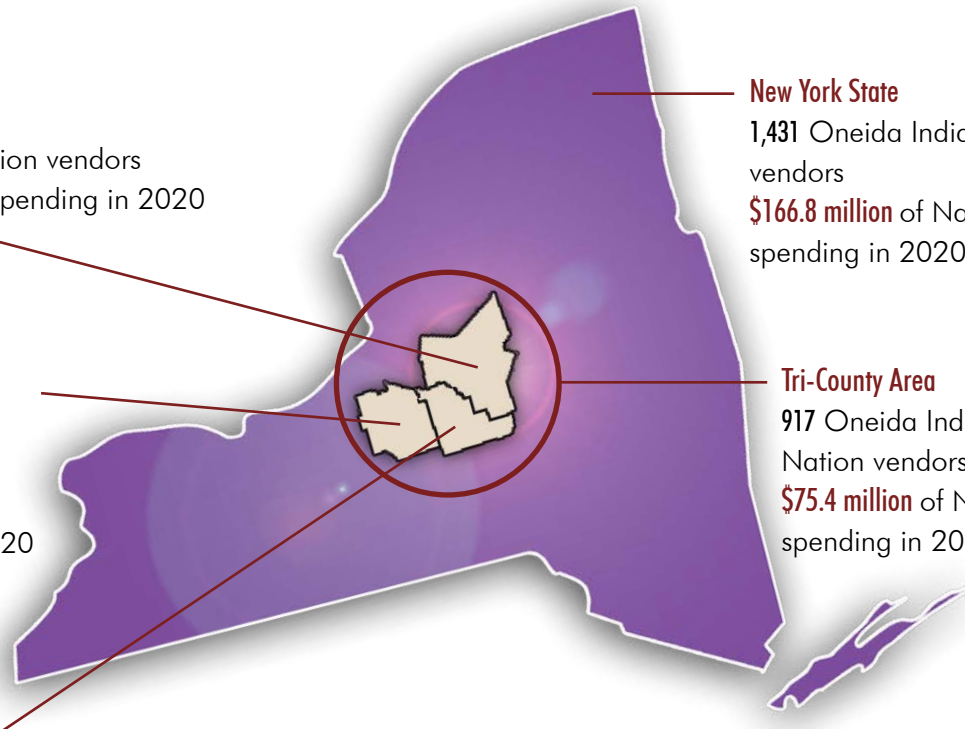 ion vendors
pending in 2020
20
New York State
1,431 Oneida India
vendors
$166.8 million of Na
spending in 2020
Tri-County Area
917 Oneida Ind
Nation vendors
$75.4 million of N
spending in 20